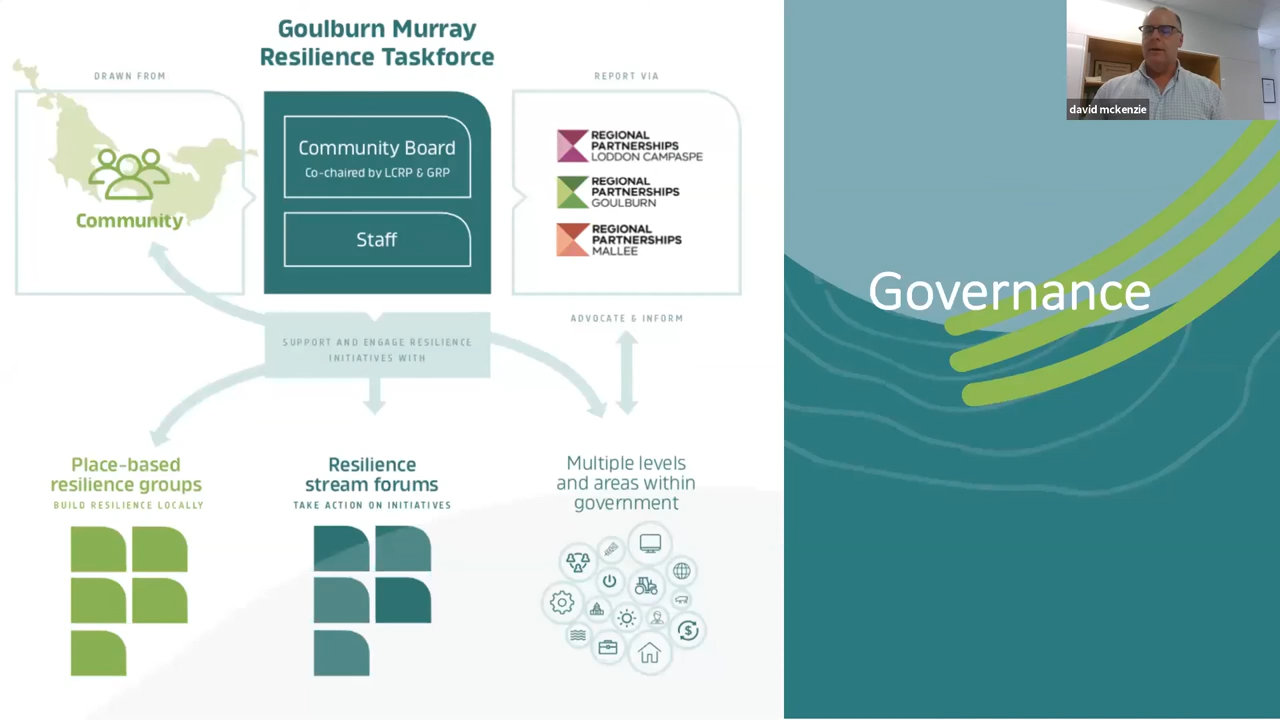 Goulburn Murray
Resilience Taskforce
DRAWN FROM
REPORT VIA
Community
Community Board
Co-chaired by LCRP & GRP
Staff
REGIONAL
PARTNERSHIPS
LODDON CAMPASPE
REGIONAL
PARTNERSHIPS
GOULBURN
REGIONAL
PARTNERSHIPS
MALLEE
SUPPORT AND ENGAGE RESILIENCE
INITIATIVES WITH
ADVOCATE & INFORM
Place-based
resilience groups
BUILD RESILIENCE LOCALLY
Resilience
stream forums
TAKE ACTION ON INITIATIVES
Multiple levels
and areas within
government
$
Governance
david mckenzie